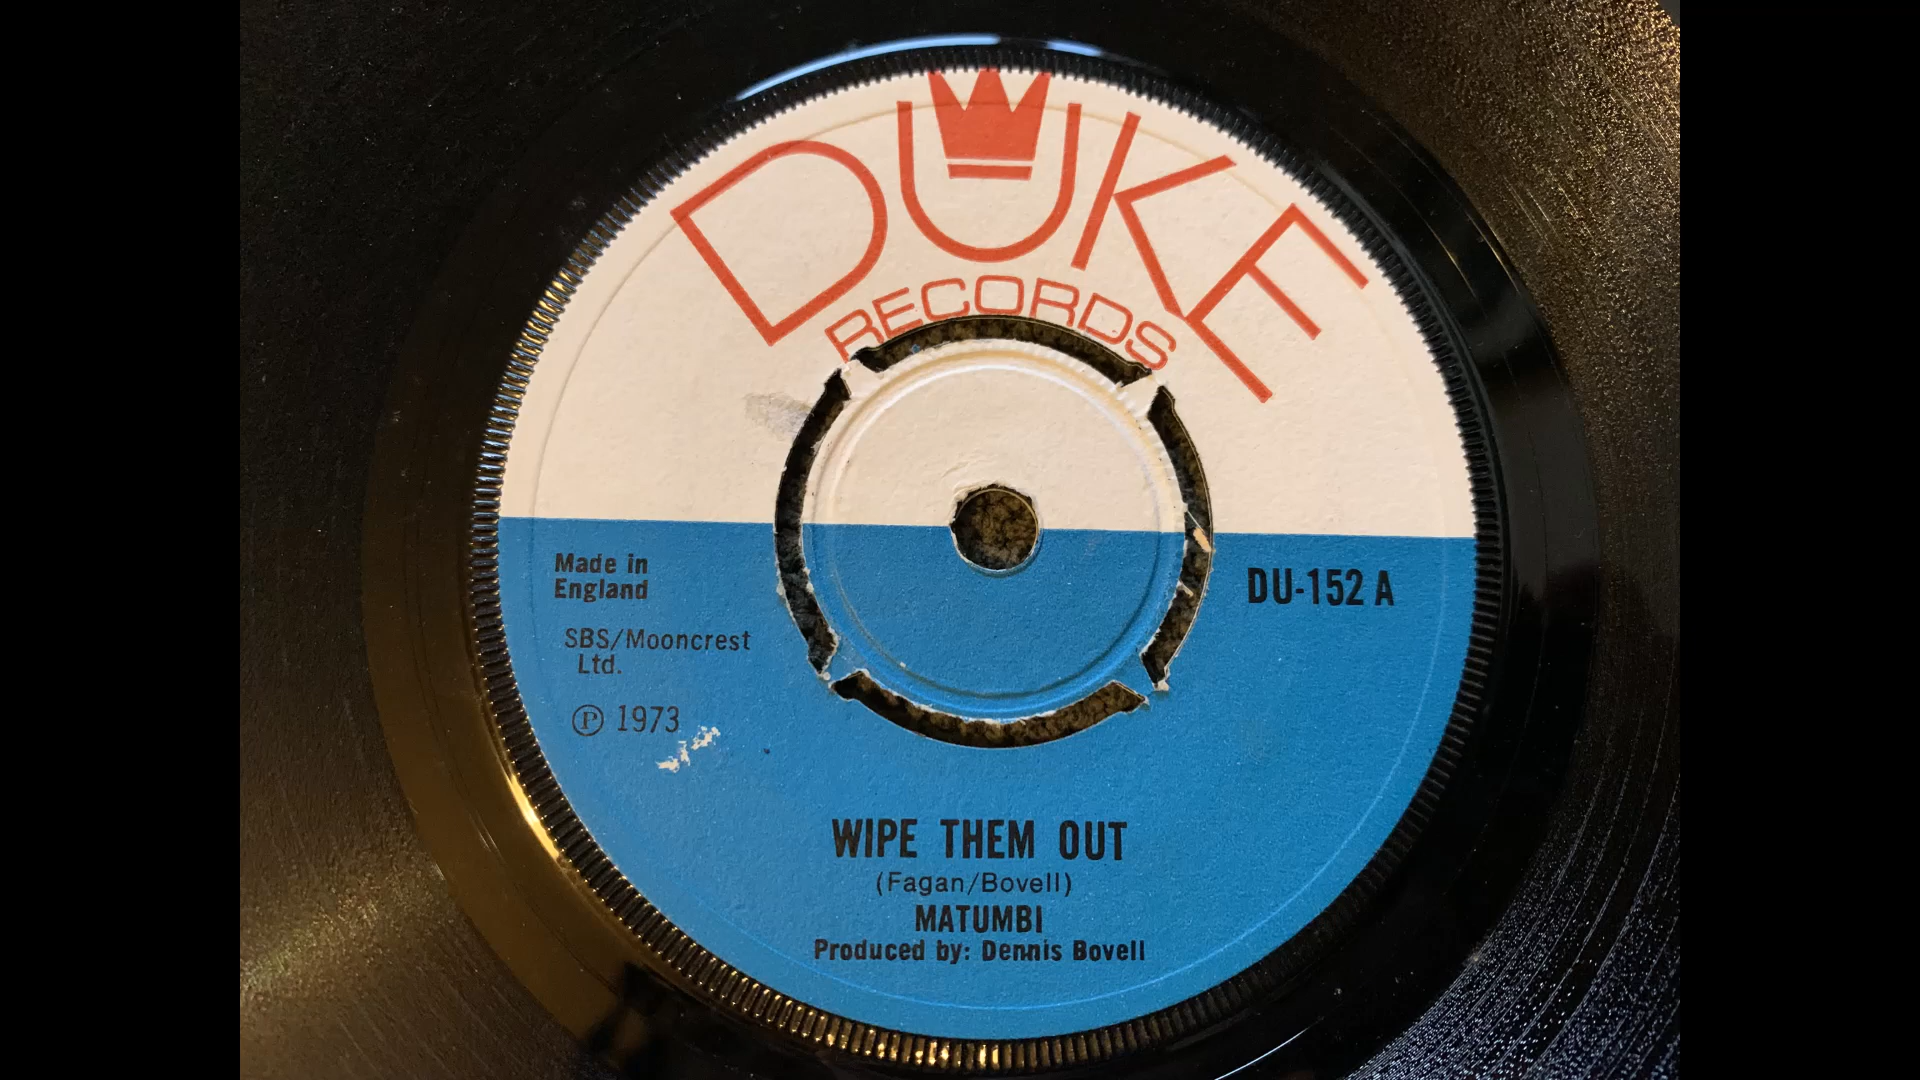 DUKE
RECORDS
Made in
England
DU-152 A
SBS/Mooncrest
Ltd.
Ⓟ 1973
WIPE THEM OUT
(Fagan/Bovell)
MATUMBI
Produced by: Dennis Bovell